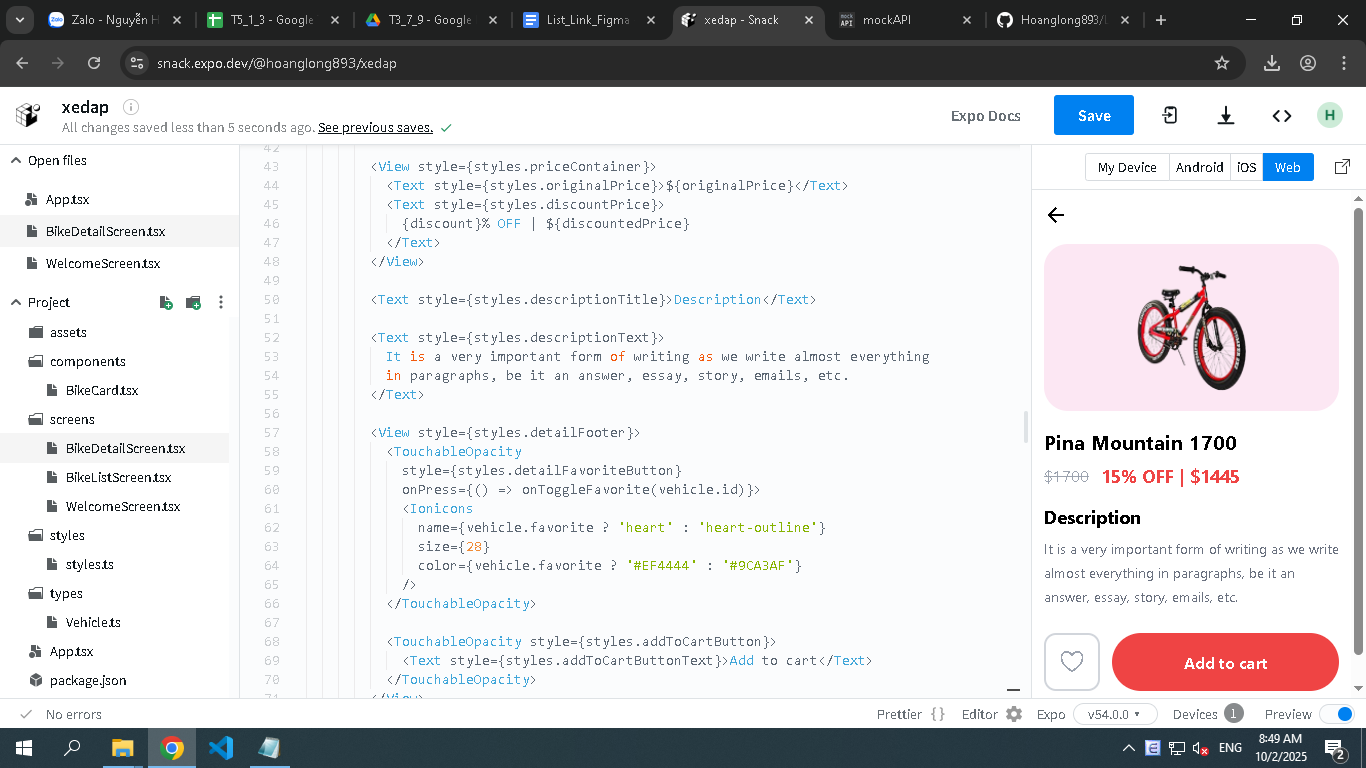 Zalo - Nguyễn H
T5_1_3 - Google
T3_7_9 - Google
List_Link_Figma
xedap - Snack
mockAPI
Hoanglong893/
snack.expo.dev/@hoanglong893/xedap
xedap
All changes saved less than 5 seconds ago. See previous saves.
Expo Docs
Save
H
Open files
App.tsx
BikeDetailScreen.tsx
WelcomeScreen.tsx
Project
assets
components
BikeCard.tsx
screens
BikeDetailScreen.tsx
BikeListScreen.tsx
WelcomeScreen.tsx
styles
styles.ts
types
Vehicle.ts
App.tsx
package.json
42
43 <View style={styles.priceContainer}>
44 <Text style={styles.originalPrice}>${originalPrice}</Text>
45 <Text style={styles.discountPrice}>
46 {discount}% OFF | ${discountedPrice}
47 </Text>
48 </View>
49
50 <Text style={styles.descriptionTitle}>Description</Text>
51
52 <Text style={styles.descriptionText}>
53 It is a very important form of writing as we write almost everything
54 in paragraphs, be it an answer, essay, story, emails, etc.
55 </Text>
56
57 <View style={styles.detailFooter}>
58 <TouchableOpacity
59 style={styles.detailFavoriteButton}
60 onPress={() => onToggleFavorite(vehicle.id)}>
61 <Ionicons
62 name={vehicle.favorite ? 'heart' : 'heart-outline'}
63 size={28}
64 color={vehicle.favorite ? '#EF4444' : '#9CA3AF'}
65 />
66 </TouchableOpacity>
67
68 <TouchableOpacity style={styles.addToCartButton}>
69 <Text style={styles.addToCartButtonText}>Add to cart</Text>
70 </TouchableOpacity>
71 </View>
My Device Android iOS Web
Pina Mountain 1700
$1700 15% OFF | $1445
Description
It is a very important form of writing as we write
almost everything in paragraphs, be it an
answer, essay, story, emails, etc.
Add to cart
No errors
Prettier {} Editor Expo v54.0.0 Devices 1 Preview
ENG
8:49 AM
10/2/2025
2